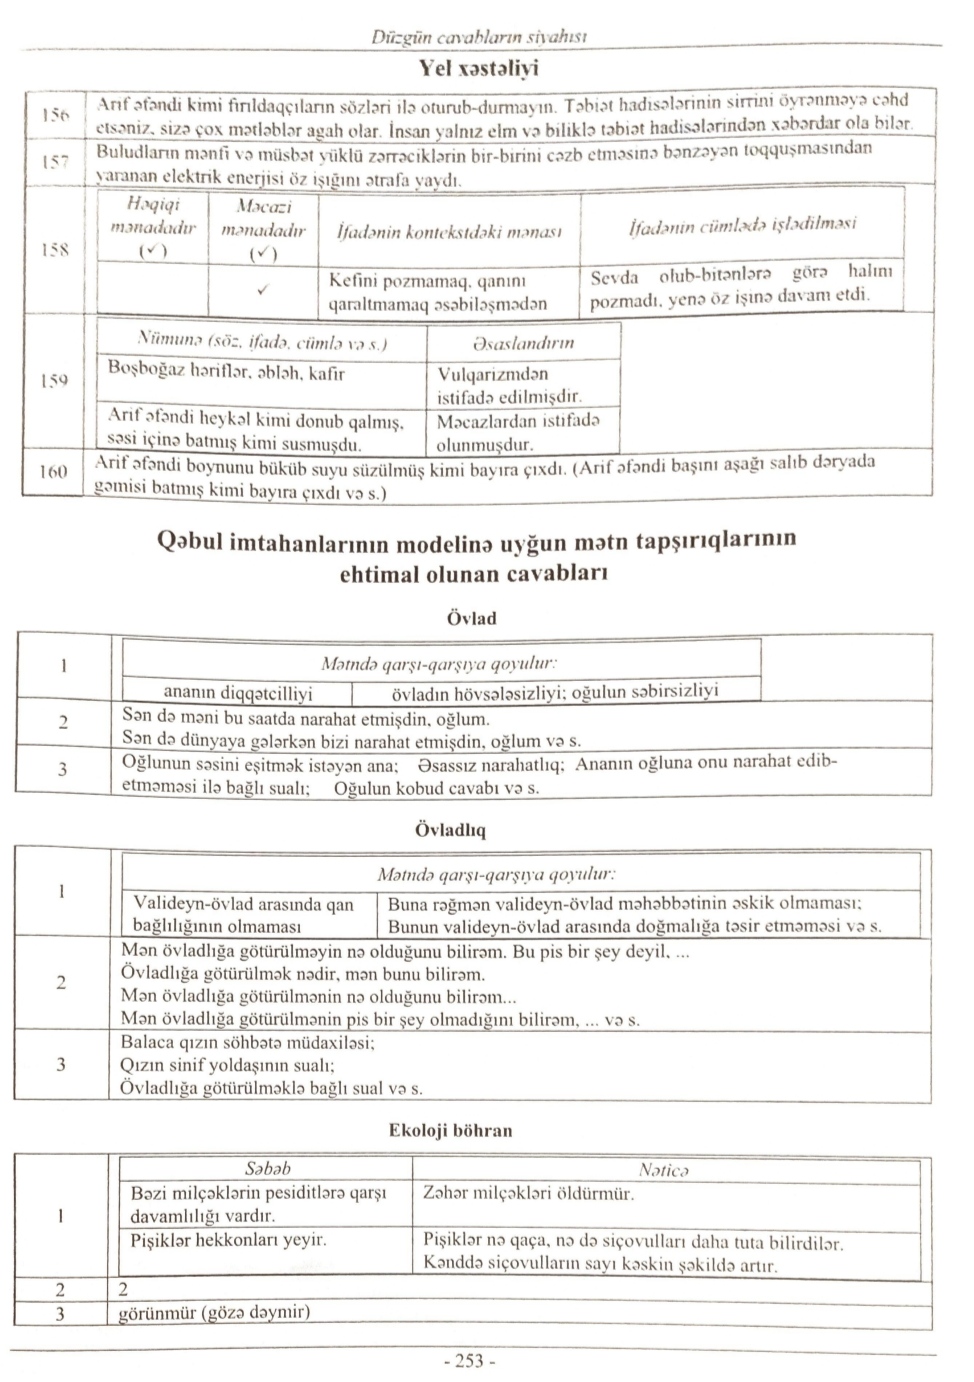 Düzgün cavabların siyahısı
Yel xəstəliyi
156
Arif əfəndi kimi fırıldaqçıların sözləri ilə oturub-durmayın. Təbiət hadisələrinin sirrini öyrənməyə cəhd
etsəniz, sizə çox mətləblər agah olar. İnsan yalnız elm və biliklə təbiət hadisələrindən xəbərdar ola bilər.
157
Buludların mənfi və müsbət yüklü zərrəciklərin bir-birini cəzb etməsinə bənzəyən toqquşmasından
yaranan elektrik enerjisi öz işığını ətrafa yaydı.
158
Həqiqi
mənadadır
(✓)
Məcazi
mənadadır
(✓)
İfadənin kontekstdəki mənası
İfadənin cümlədə işlədilməsi
✓
Kefini pozmamaq, qanını
qaraltmamaq əsəbiləşmədən
Sevda olub-bitənlərə görə halını
pozmadı, yenə öz işinə davam etdi.
159
Nümunə (söz, ifadə, cümlə və s.)
Əsaslandırın
Boşboğaz həriflər, əbləh, kafir
Vulqarizmdən
istifadə edilmişdir.
Arif əfəndi heykəl kimi donub qalmış,
səsi içinə batmış kimi susmuşdu.
Məcazlardan istifadə
olunmuşdur.
160
Arif əfəndi boynunu büküb suyu süzülmüş kimi bayıra çıxdı. (Arif əfəndi başını aşağı salıb dəryada
gəmisi batmış kimi bayıra çıxdı və s.)
Qəbul imtahanlarının modelinə uyğun mətn tapşırıqlarının
ehtimal olunan cavabları
Övlad
1
Mətndə qarşı-qarşıya qoyulur:
ananın diqqətcilliyi
övladın hövsələsizliyi; oğulun səbirsizliyi
2
Sən də məni bu saatda narahat etmişdin, oğlum.
Sən də dünyaya gələrkən bizi narahat etmişdin, oğlum və s.
3
Oğlunun səsini eşitmək istəyən ana; Əsassız narahatlıq; Ananın oğluna onu narahat edib-
etməməsi ilə bağlı sualı; Oğulun kobud cavabı və s.
Övladlıq
1
Mətndə qarşı-qarşıya qoyulur:
Valideyn-övlad arasında qan
bağlılığının olmaması
Buna rəğmən valideyn-övlad məhəbbətinin əskik olmaması;
Bunun valideyn-övlad arasında doğmalığa təsir etməməsi və s.
2
Mən övladlığa götürülməyin nə olduğunu bilirəm. Bu pis bir şey deyil, ...
Övladlığa götürülmək nədir, mən bunu bilirəm.
Mən övladlığa götürülmənin nə olduğunu bilirəm...
Mən övladlığa götürülmənin pis bir şey olmadığını bilirəm, ... və s.
3
Balaca qızın söhbətə müdaxiləsi;
Qızın sinif yoldaşının sualı;
Övladlığa götürülməklə bağlı sual və s.
Ekoloji böhran
1
Səbəb
Nəticə
Bəzi milçəklərin pesiditlərə qarşı
davamlılığı vardır.
Zəhər milçəkləri öldürmür.
Pişiklər hekkonları yeyir.
Pişiklər nə qaça, nə də siçovulları daha tuta bilirdilər.
Kənddə siçovulların sayı kəskin şəkildə artır.
2
2
3
görünmür (gözə dəymir)
- 253 -